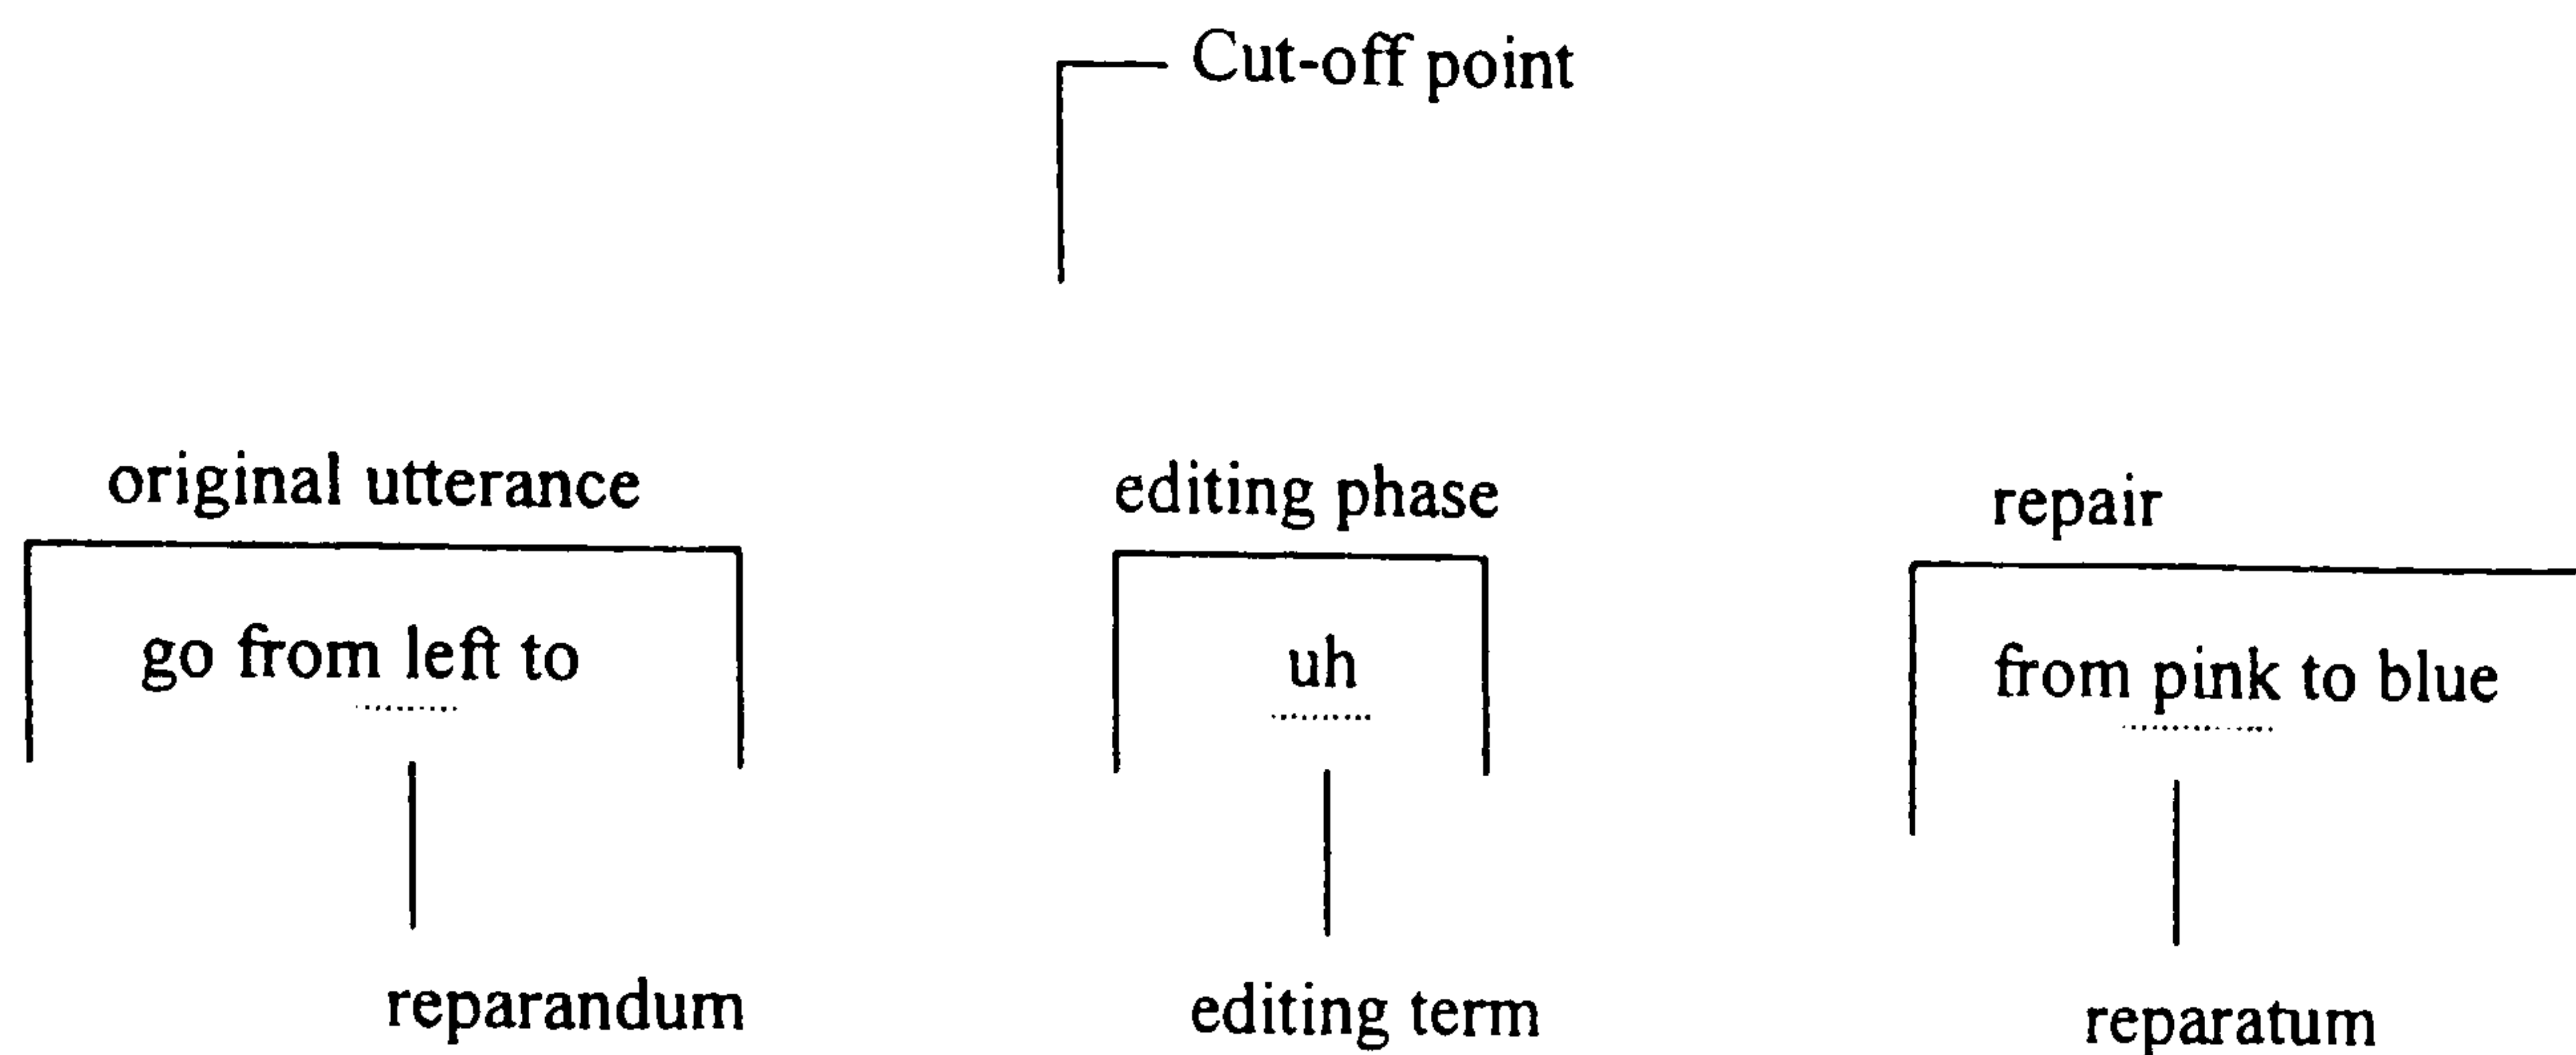 Cut-off point
original utterance editing phase repair
go from left to uh from pink to blue
reparandum editing term reparatum